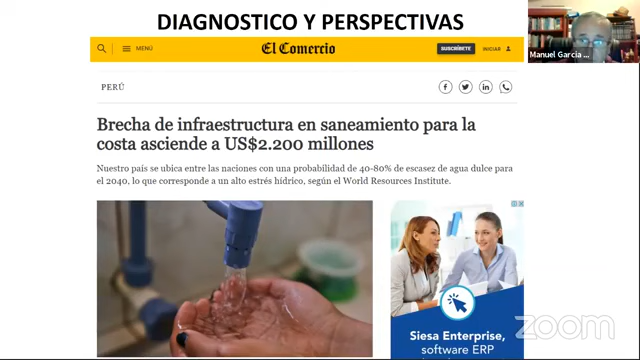 DIAGNOSTICO Y PERSPECTIVAS
MENÚ
El Comercio
SUSCRÍBETE
INICIAR
Manuel Garcia ...
PERÚ
Brecha de infraestructura en saneamiento para la
costa asciende a US$2.200 millones
Nuestro país se ubica entre las naciones con una probabilidad de 40-80% de escasez de agua dulce para
el 2040, lo que corresponde a un alto estrés hídrico, según el World Resources Institute.
Siesa Enterprise,
software ERP
zoom